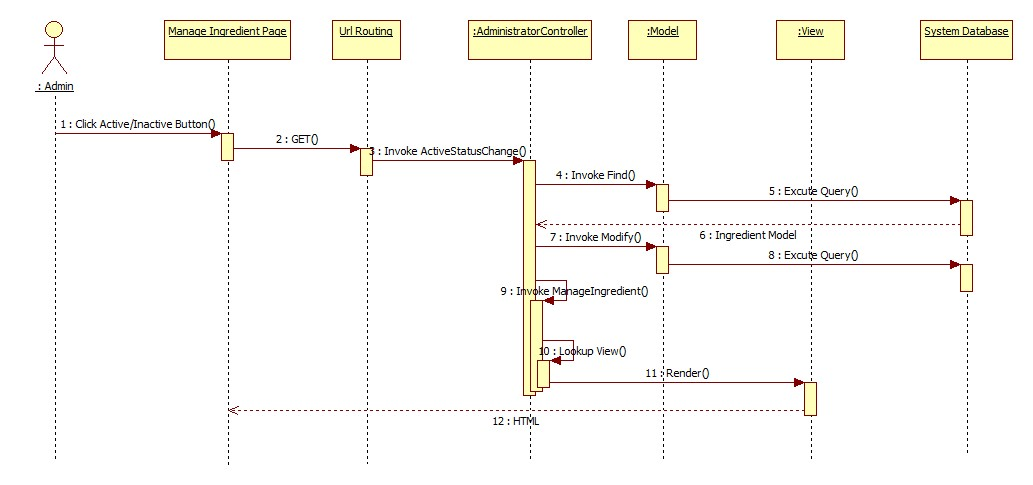 Manage Ingredient Page
Url Routing
:AdministratorController
:Model
:View
System Database
: Admin
1 : Click Active/Inactive Button()
2 : GET()
3 : Invoke ActiveStatusChange()
4 : Invoke Find()
5 : Excute Query()
6 : Ingredient Model
7 : Invoke Modify()
8 : Excute Query()
9 : Invoke ManageIngredient()
10 : Lookup View()
11 : Render()
12 : HTML